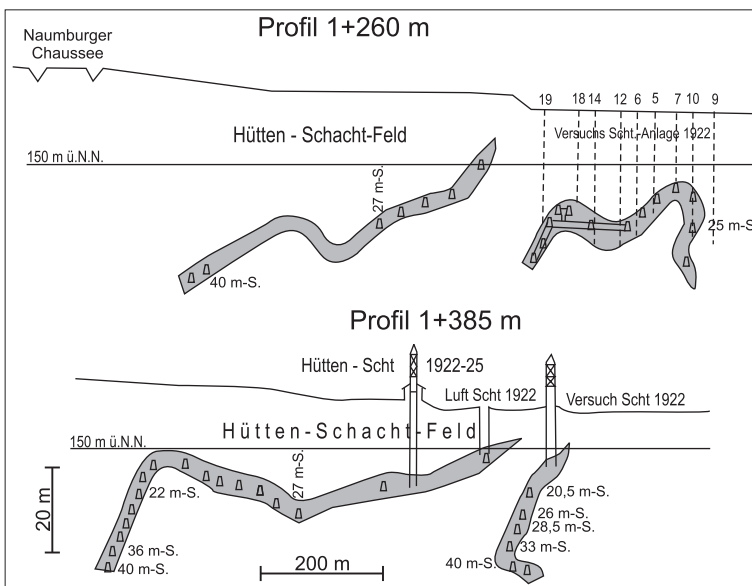 Profil 1+260 m
Naumburger
Chaussee
19 18 14 12 6 5 7 10 9
Hütten - Schacht-Feld
Versuchs Scht.-Anlage 1922
150 m ü.N.N.
27 m-S.
25 m-S.
40 m-S.
Profil 1+385 m
Hütten - Scht 1922-25
Luft Scht 1922
Versuch Scht 1922
Hütten-Schacht-Feld
150 m ü.N.N.
27 m-S.
22 m-S.
20,5 m-S.
26 m-S.
28,5 m-S.
33 m-S.
36 m-S.
40 m-S.
40 m-S.
20 m
200 m